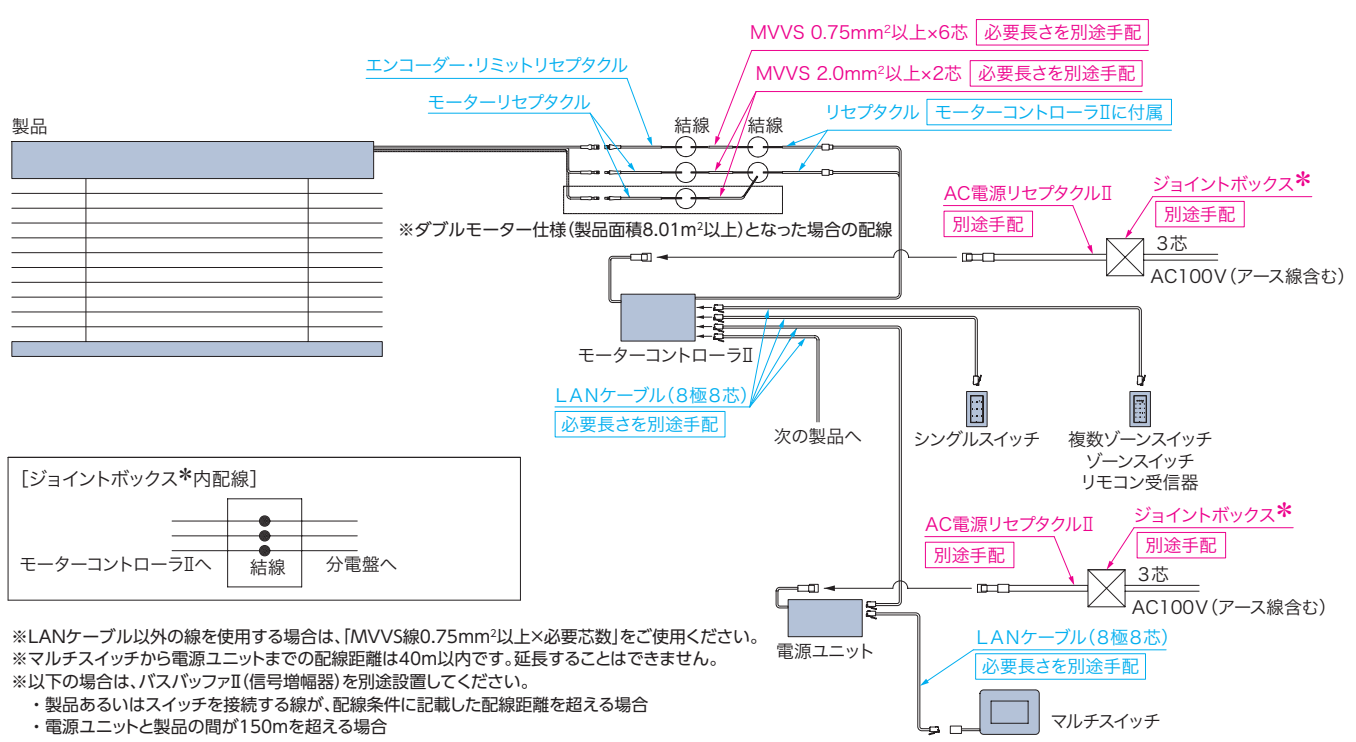 MVVS 0.75mm²以上×6芯 必要長さを別途手配
エンコーダー・リミットリセプタクル
MVVS 2.0mm²以上×2芯 必要長さを別途手配
モーターリセプタクル
リセプタクル モーターコントローラⅡに付属
製品
結線 結線
※ダブルモーター仕様(製品面積8.01m²以上)となった場合の配線
AC電源リセプタクルⅡ
別途手配
ジョイントボックス*
別途手配
3芯
AC100V(アース線含む)
モーターコントローラⅡ
LANケーブル(8極8芯)
必要長さを別途手配
次の製品へ
シングルスイッチ
複数ゾーンスイッチ
ゾーンスイッチ
リモコン受信器
[ジョイントボックス*内配線]
モーターコントローラⅡへ 結線 分電盤へ
AC電源リセプタクルⅡ
別途手配
ジョイントボックス*
別途手配
3芯
AC100V(アース線含む)
電源ユニット
LANケーブル(8極8芯)
必要長さを別途手配
マルチスイッチ
※LANケーブル以外の線を使用する場合は、「MVVS線0.75mm²以上×必要芯数」をご使用ください。
※マルチスイッチから電源ユニットまでの配線距離は40m以内です。延長することはできません。
※以下の場合は、バスバッファⅡ(信号増幅器)を別途設置してください。
・製品あるいはスイッチを接続する線が、配線条件に記載した配線距離を超える場合
・電源ユニットと製品の間が150mを超える場合